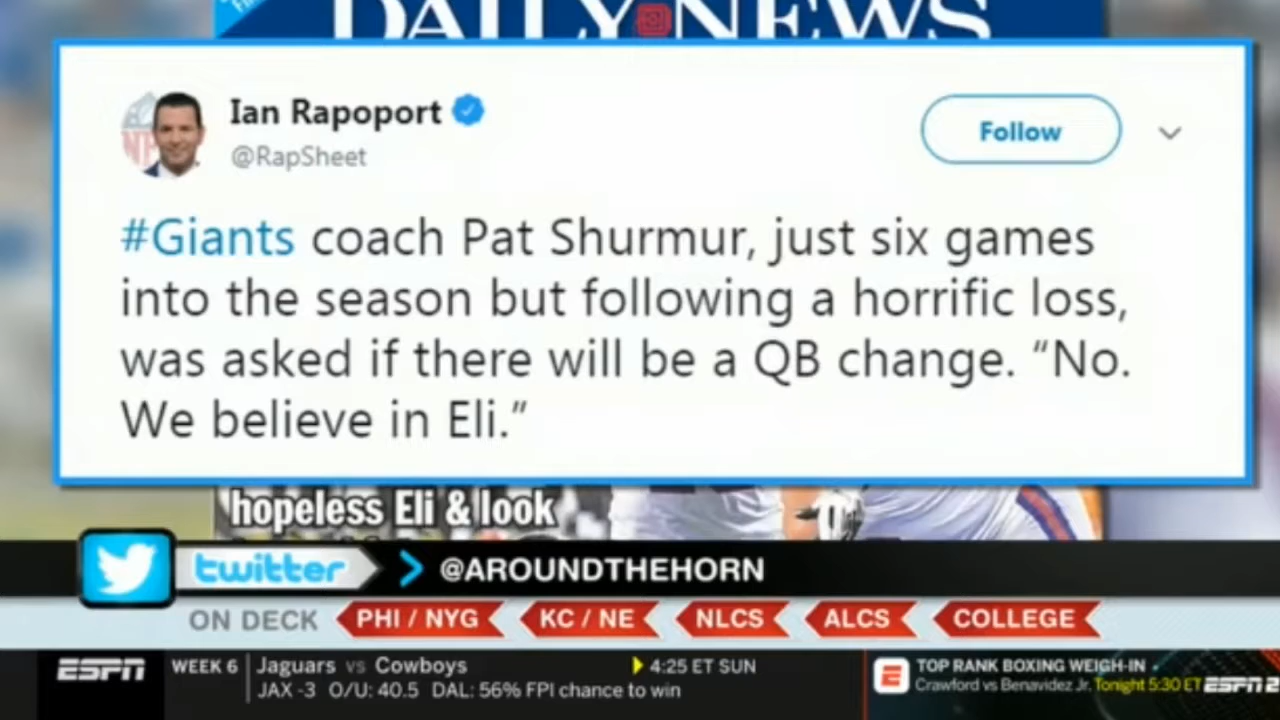 DAILY NEWS
Ian Rapoport
@RapSheet
Follow
#Giants coach Pat Shurmur, just six games
into the season but following a horrific loss,
was asked if there will be a QB change. “No.
We believe in Eli.”
hopeless Eli & look
twitter > @AROUNDTHEHORN
ON DECK PHI / NYG KC / NE NLCS ALCS COLLEGE
ESPN WEEK 6 Jaguars vs Cowboys 4:25 ET SUN
JAX -3 O/U: 40.5 DAL: 56% FPI chance to win
TOP RANK BOXING WEIGH-IN
Crawford vs Benavidez Jr. Tonight 5:30 ET ESPN 2